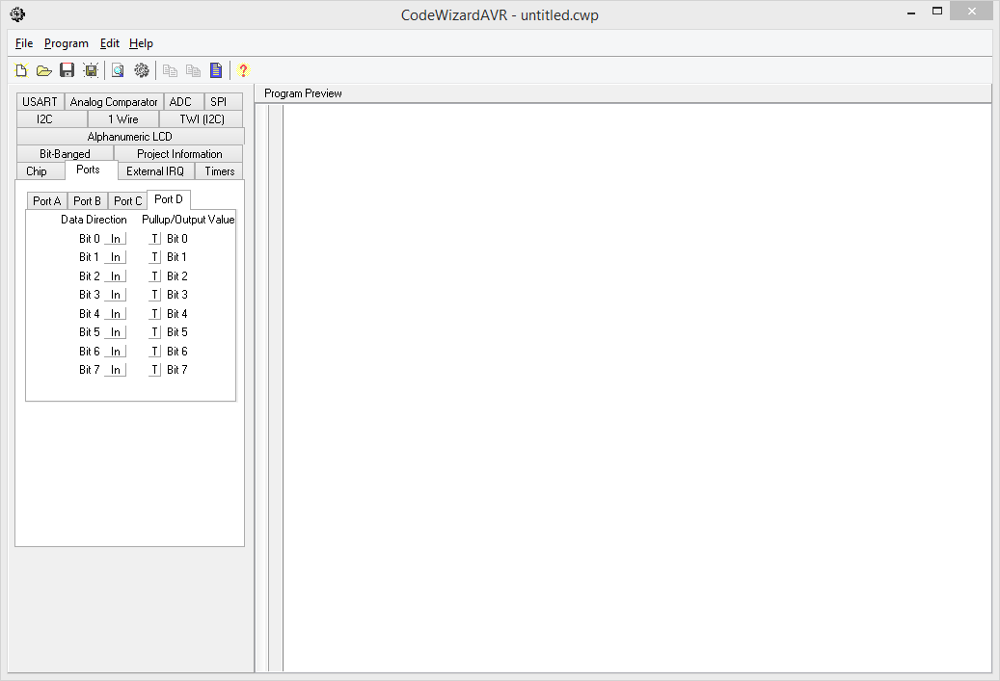 CodeWizardAVR - untitled.cwp
File Program Edit Help
?
Program Preview
USART Analog Comparator ADC SPI
I2C 1 Wire TWI (I2C)
Alphanumeric LCD
Bit-Banged Project Information
Chip Ports External IRQ Timers
Port A Port B Port C Port D
Data Direction Pullup/Output Value
Bit 0 In T Bit 0
Bit 1 In T Bit 1
Bit 2 In T Bit 2
Bit 3 In T Bit 3
Bit 4 In T Bit 4
Bit 5 In T Bit 5
Bit 6 In T Bit 6
Bit 7 In T Bit 7